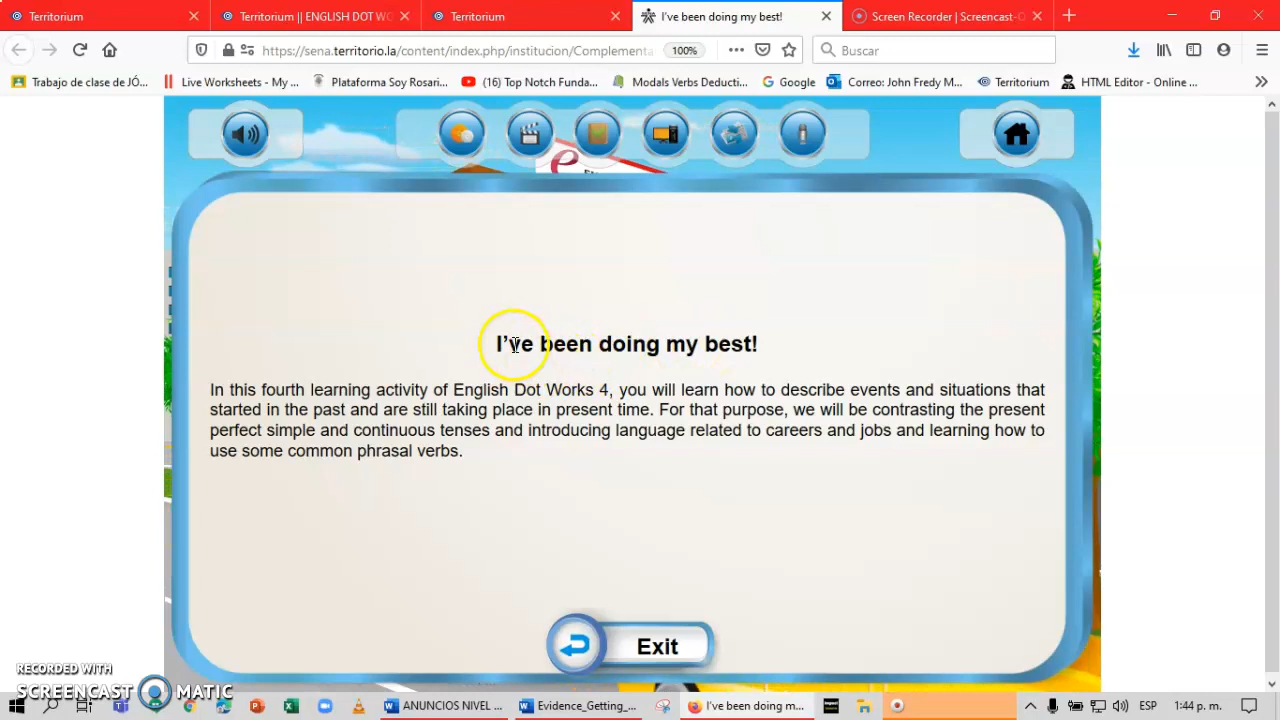 Territorium
Territorium || ENGLISH DOT WO
Territorium
I've been doing my best!
Screen Recorder | Screencast-O
https://sena.territorio.la/content/index.php/institucion/Complementa
100%
Buscar
Trabajo de clase de JÓ...
Live Worksheets - My ...
Plataforma Soy Rosari...
(16) Top Notch Funda...
Modals Verbs Deducti...
Google
Correo: John Fredy M...
Territorium
HTML Editor - Online ...
I've been doing my best!
In this fourth learning activity of English Dot Works 4, you will learn how to describe events and situations that
started in the past and are still taking place in present time. For that purpose, we will be contrasting the present
perfect simple and continuous tenses and introducing language related to careers and jobs and learning how to
use some common phrasal verbs.
Exit
RECORDED WITH
SCREENCAST MATIC
ANUNCIOS NIVEL ...
Evidence_Getting_...
I've been doing m...
ESP
1:44 p. m.